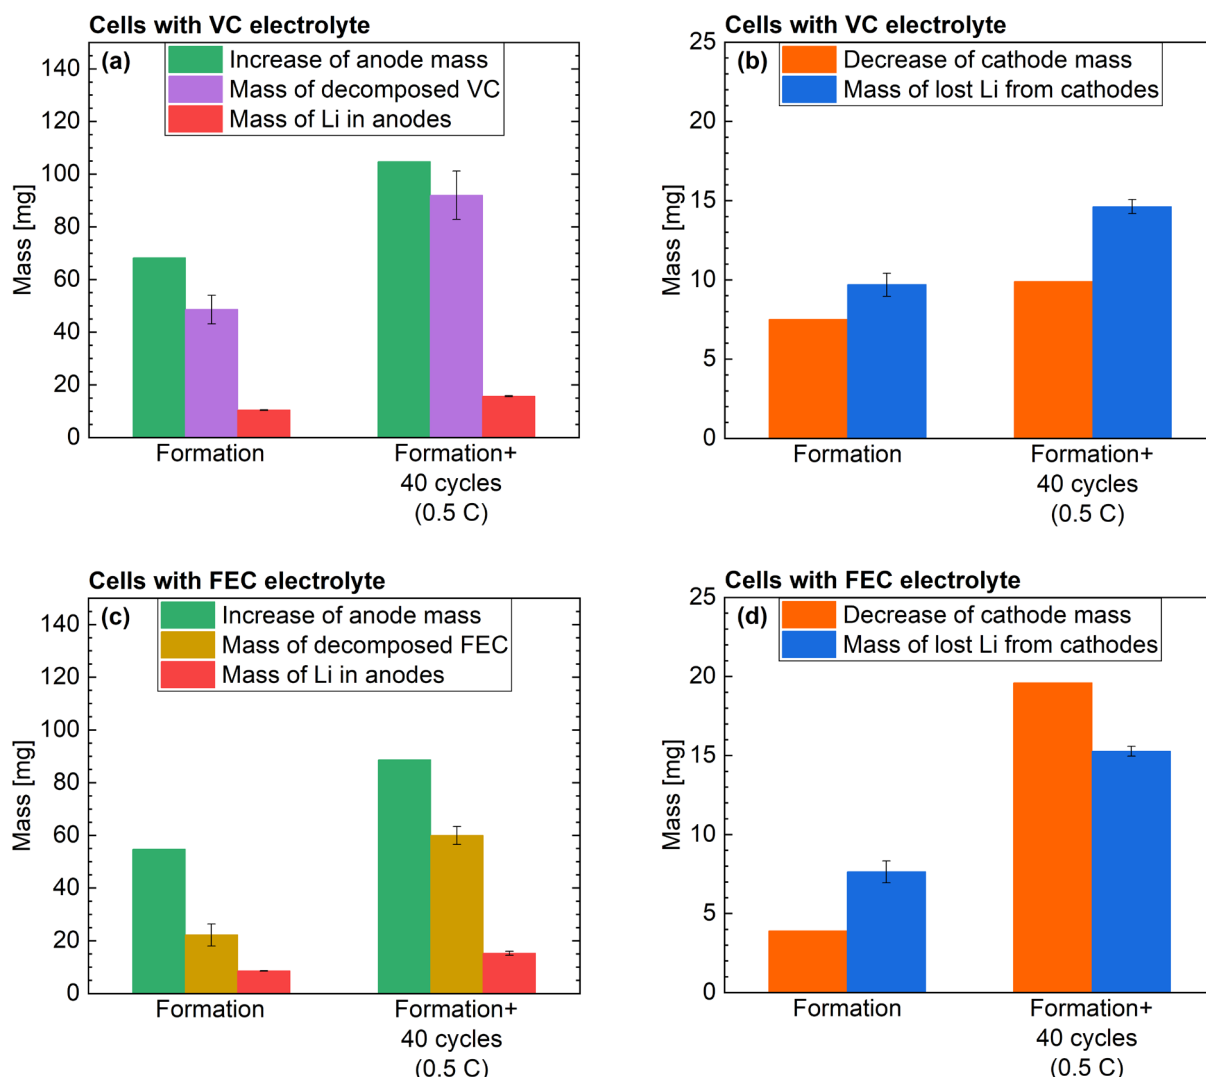 Cells with VC electrolyte
(a)
Increase of anode mass
Mass of decomposed VC
Mass of Li in anodes
Mass [mg]
140
120
100
80
60
40
20
0
Formation
Formation+
40 cycles
(0.5 C)
Cells with VC electrolyte
(b)
Decrease of cathode mass
Mass of lost Li from cathodes
Mass [mg]
25
20
15
10
5
0
Formation
Formation+
40 cycles
(0.5 C)
Cells with FEC electrolyte
(c)
Increase of anode mass
Mass of decomposed FEC
Mass of Li in anodes
Mass [mg]
140
120
100
80
60
40
20
0
Formation
Formation+
40 cycles
(0.5 C)
Cells with FEC electrolyte
(d)
Decrease of cathode mass
Mass of lost Li from cathodes
Mass [mg]
25
20
15
10
5
0
Formation
Formation+
40 cycles
(0.5 C)